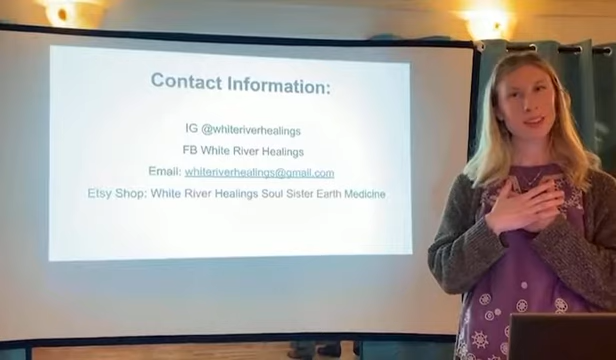 Contact Information:
IG @whiteriverhealings
FB White River Healings
Email: whiteriverhealings@gmail.com
Etsy Shop: White River Healings Soul Sister Earth Medicine